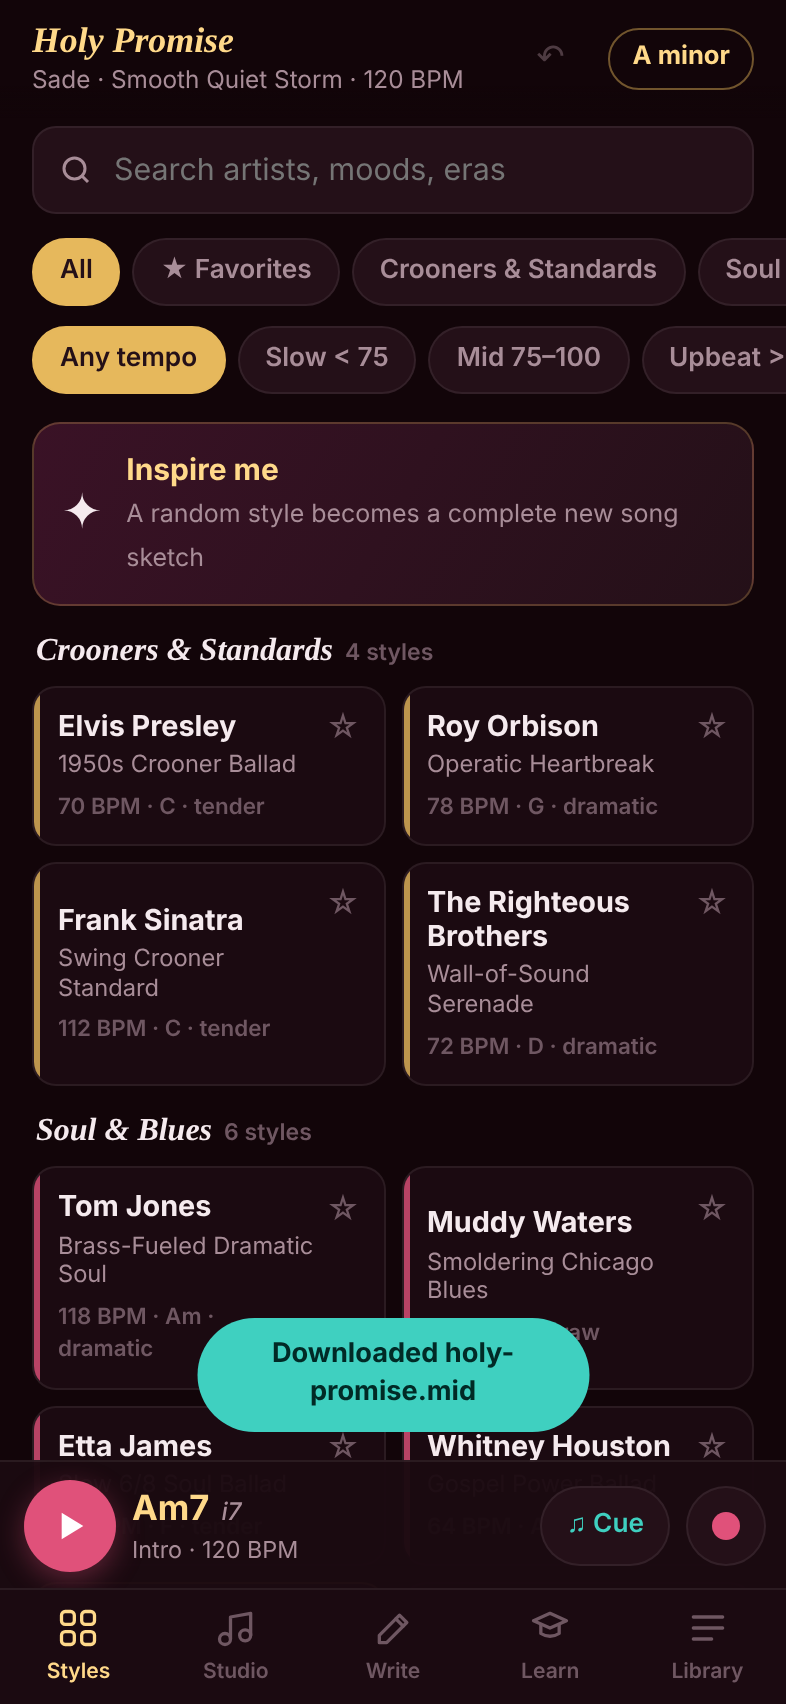 Holy Promise
Sade · Smooth Quiet Storm · 120 BPM
A minor
Search artists, moods, eras
All
★ Favorites
Crooners & Standards
Soul
Any tempo
Slow < 75
Mid 75–100
Upbeat >
Inspire me
A random style becomes a complete new song
sketch
Crooners & Standards 4 styles
Elvis Presley
1950s Crooner Ballad
70 BPM · C · tender
Roy Orbison
Operatic Heartbreak
78 BPM · G · dramatic
Frank Sinatra
Swing Crooner
Standard
112 BPM · C · tender
The Righteous
Brothers
Wall-of-Sound
Serenade
72 BPM · D · dramatic
Soul & Blues 6 styles
Tom Jones
Brass-Fueled Dramatic
Soul
118 BPM · Am ·
dramatic
Muddy Waters
Smoldering Chicago
Blues
Downloaded holy-
promise.mid
Etta James
Whitney Houston
Gospel Power Ballad
Am7 i7
Intro · 120 BPM
♫ Cue
Styles
Studio
Write
Learn
Library